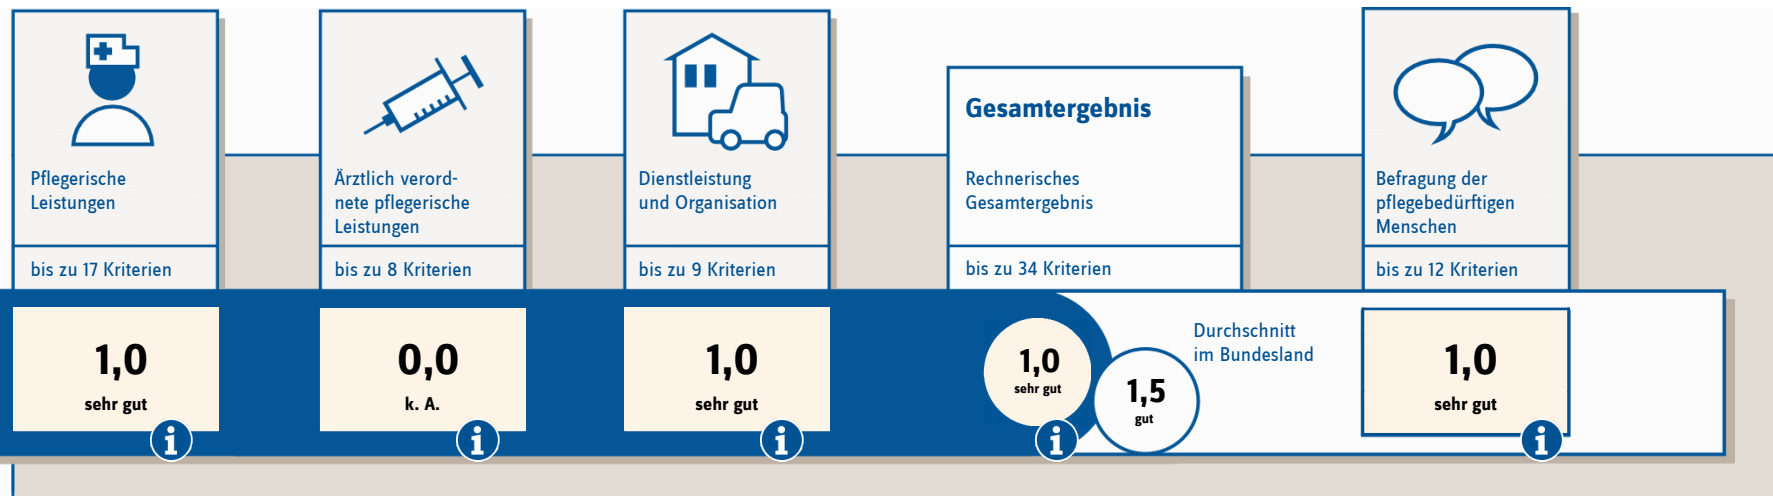 Pflegerische
Leistungen
bis zu 17 Kriterien
1,0
sehr gut
i
Ärztlich verord-
nete pflegerische
Leistungen
bis zu 8 Kriterien
0,0
k. A.
i
Dienstleistung
und Organisation
bis zu 9 Kriterien
1,0
sehr gut
i
Gesamtergebnis
Rechnerisches
Gesamtergebnis
bis zu 34 Kriterien
1,0
sehr gut
i
1,5
gut
Durchschnitt
im Bundesland
Befragung der
pflegebedürftigen
Menschen
bis zu 12 Kriterien
1,0
sehr gut
i